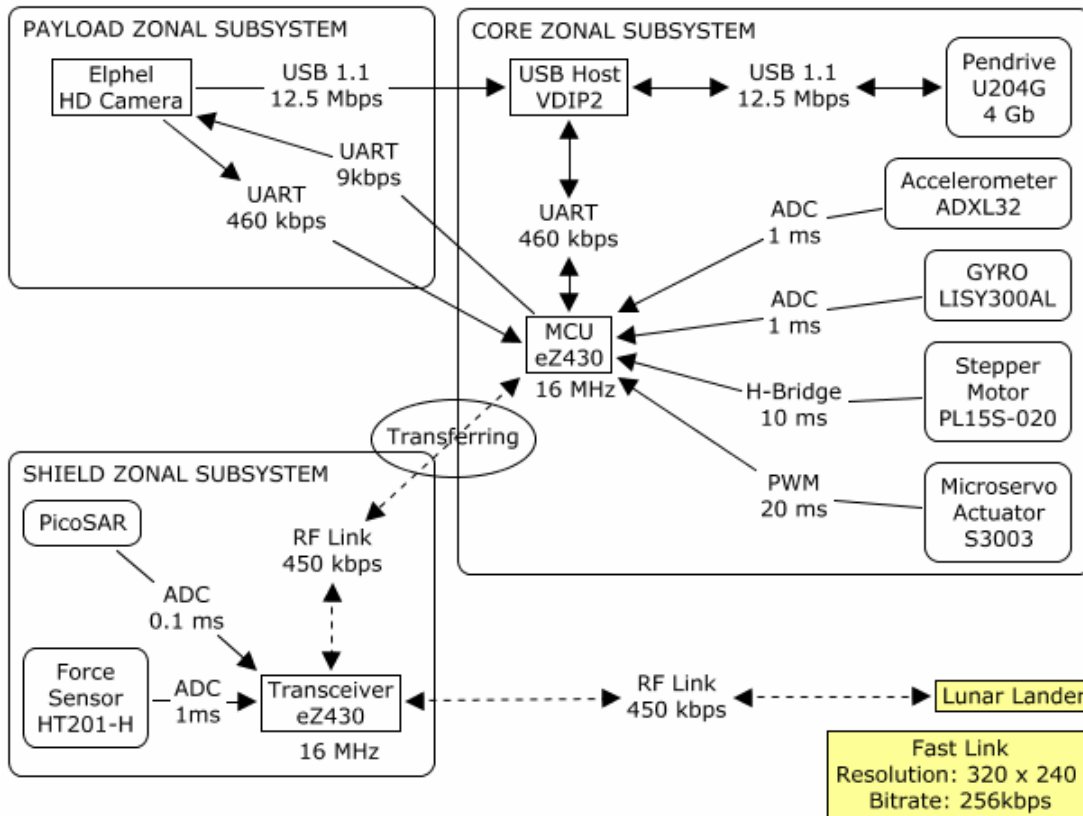 PAYLOAD ZONAL SUBSYSTEM
Elphel
HD Camera
USB 1.1
12.5 Mbps
UART
9kbps
UART
460 kbps
CORE ZONAL SUBSYSTEM
USB Host
VDIP2
USB 1.1
12.5 Mbps
Pendrive
U204G
4 Gb
UART
460 kbps
Accelerometer
ADXL32
ADC
1 ms
GYRO
LISY300AL
ADC
1 ms
MCU
eZ430
16 MHz
Stepper
Motor
PL15S-020
H-Bridge
10 ms
Microservo
Actuator
S3003
PWM
20 ms
Transferring
SHIELD ZONAL SUBSYSTEM
PicoSAR
RF Link
450 kbps
ADC
0.1 ms
Force
Sensor
HT201-H
ADC
1ms
Transceiver
eZ430
16 MHz
RF Link
450 kbps
Lunar Lander
Fast Link
Resolution: 320 x 240
Bitrate: 256kbps